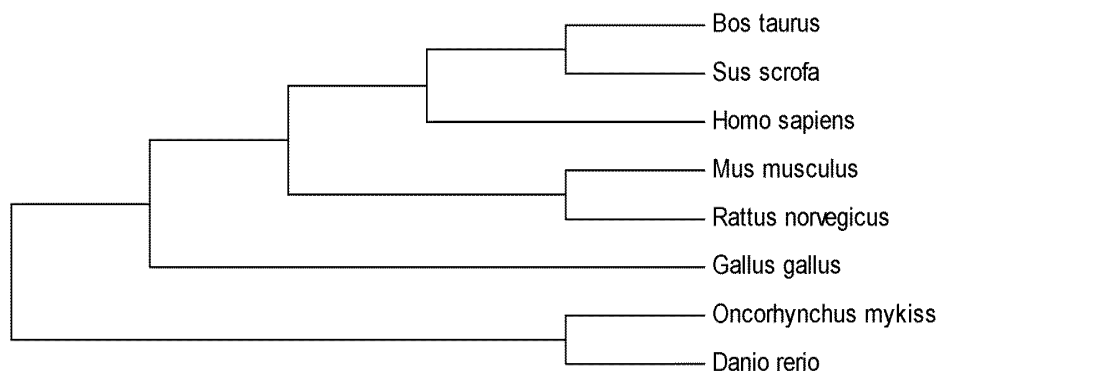 Bos taurus
Sus scrofa
Homo sapiens
Mus musculus
Rattus norvegicus
Gallus gallus
Oncorhynchus mykiss
Danio rerio